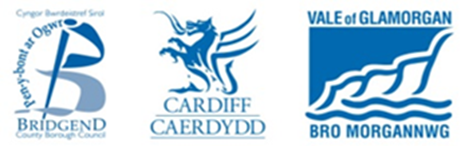 Cyngor Bwrdeistref Sirol
Pen-y-bont ar Ogwr
BRIDGEND
County Borough Council
CARDIFF
CAERDYDD
VALE of GLAMORGAN
BRO MORGANNWG